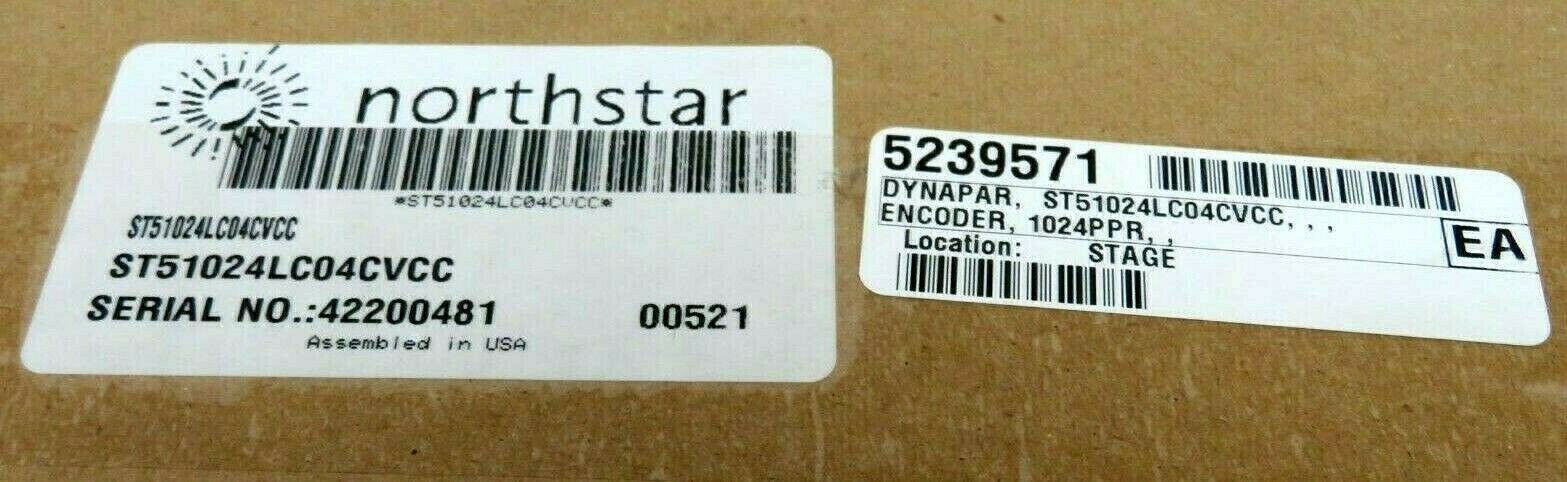 northstar
*ST51024LC04CVCC*
ST51024LC04CVCC
ST51024LC04CVCC
SERIAL NO.:42200481 00521
Assembled in USA
5239571
DYNAPAR, ST51024LC04CVCC, , ,
ENCODER, 1024PPR, ,
EA
Location: STAGE